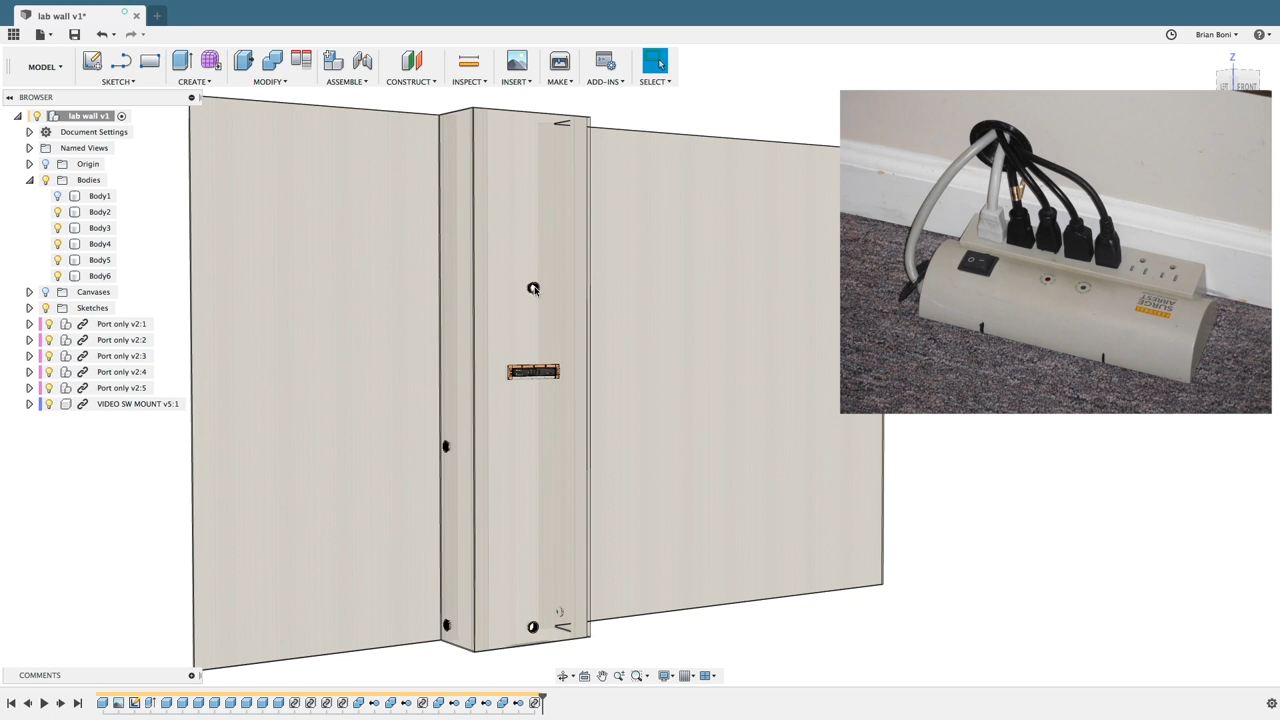 lab wall v1*
Brian Boni
MODEL
SKETCH
CREATE
MODIFY
ASSEMBLE
CONSTRUCT
INSPECT
INSERT
MAKE
ADD-INS
SELECT
BROWSER
lab wall v1
Document Settings
Named Views
Origin
Bodies
Body1
Body2
Body3
Body4
Body5
Body6
Canvases
Sketches
Port only v2:1
Port only v2:2
Port only v2:3
Port only v2:4
Port only v2:5
VIDEO SW MOUNT v5:1
Z
FRONT
SURGE
ARREST
COMMENTS